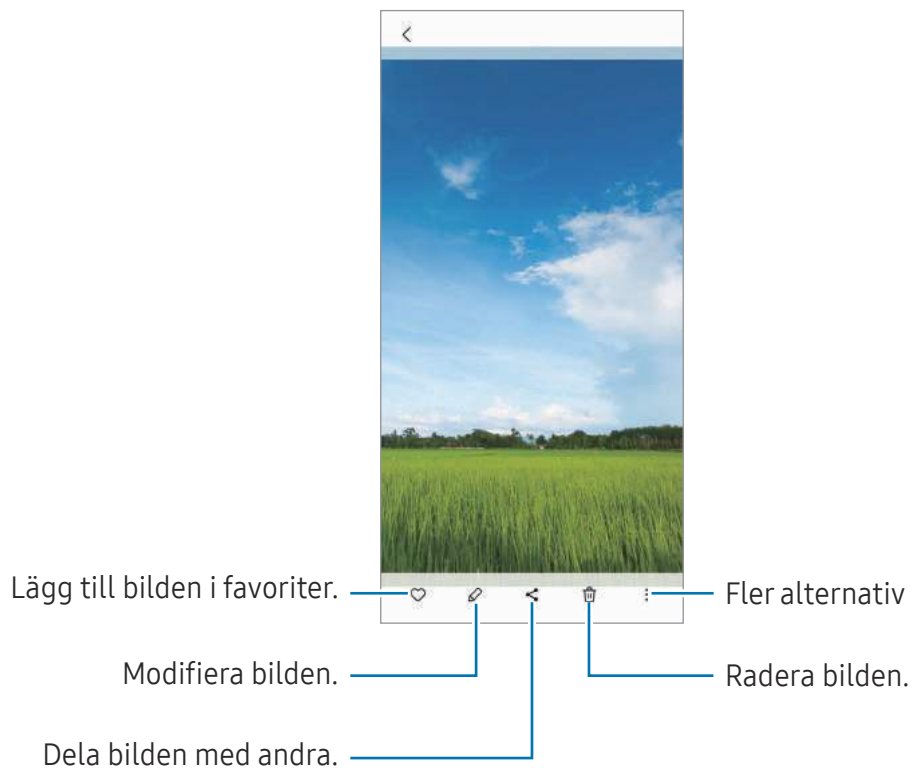 Lägg till bilden i favoriter.
Fler alternativ
Modifiera bilden.
Radera bilden.
Dela bilden med andra.